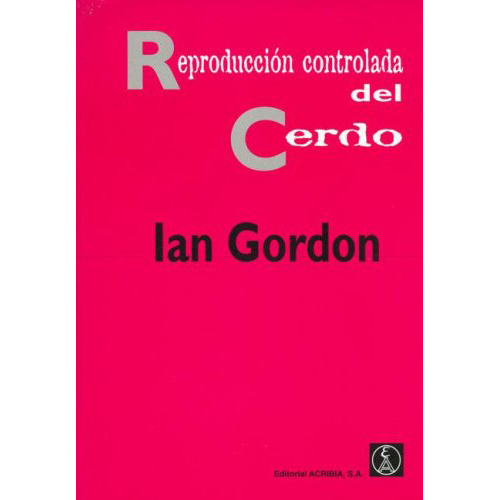 Reproducción controlada
del
Cerdo
Ian Gordon
Editorial ACRIBIA, S.A.